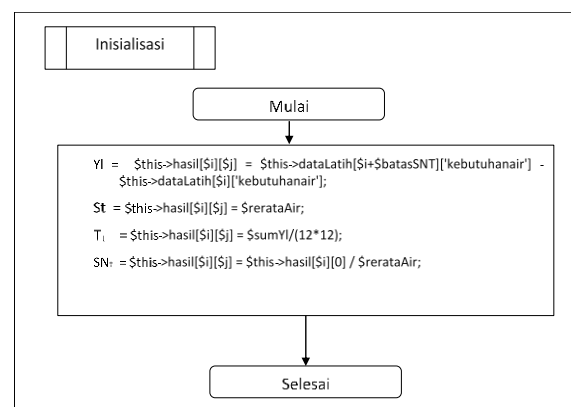 Inisialisasi
Mulai
Yl = $this->hasil[$i][$j] = $this->dataLatih[$i+$batasSNT]['kebutuhanair'] -
$this->dataLatih[$i]['kebutuhanair'];
St = $this->hasil[$i][$j] = $rerataAir;
T₁ = $this->hasil[$i][$j] = $sumYl/(12*12);
SNₜ = $this->hasil[$i][$j] = $this->hasil[$i][0] / $rerataAir;
Selesai